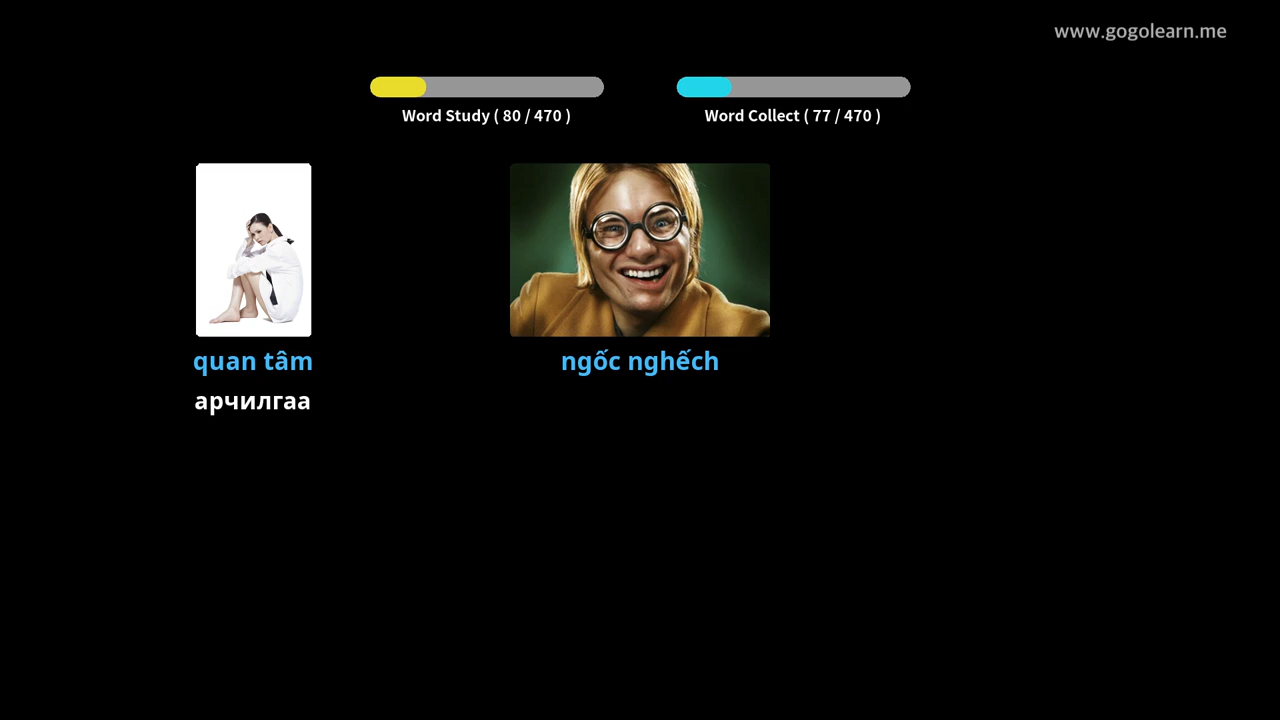 www.gogolearn.me
Word Study ( 80 / 470 )
Word Collect ( 77 / 470 )
quan tâm
ngốc nghếch
арчилгаа